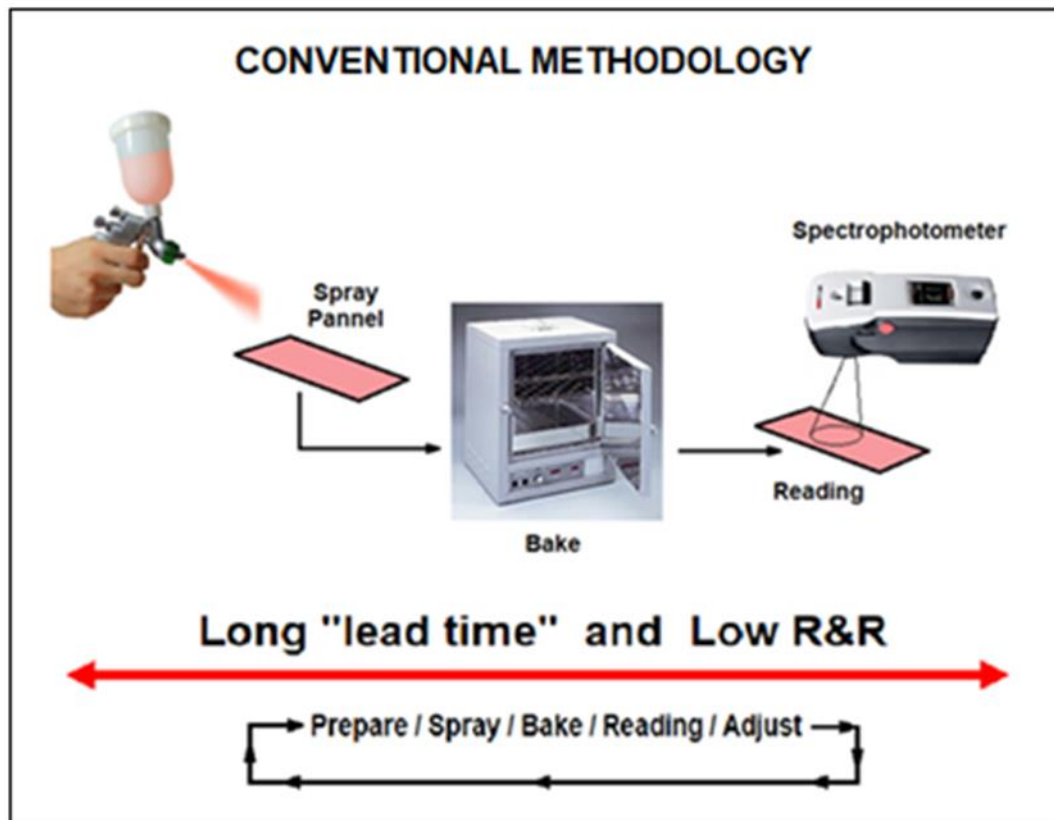 CONVENTIONAL METHODOLOGY
Spray
Pannel
Spectrophotometer
Bake
Reading
Long "lead time" and Low R&R
Prepare / Spray / Bake / Reading / Adjust